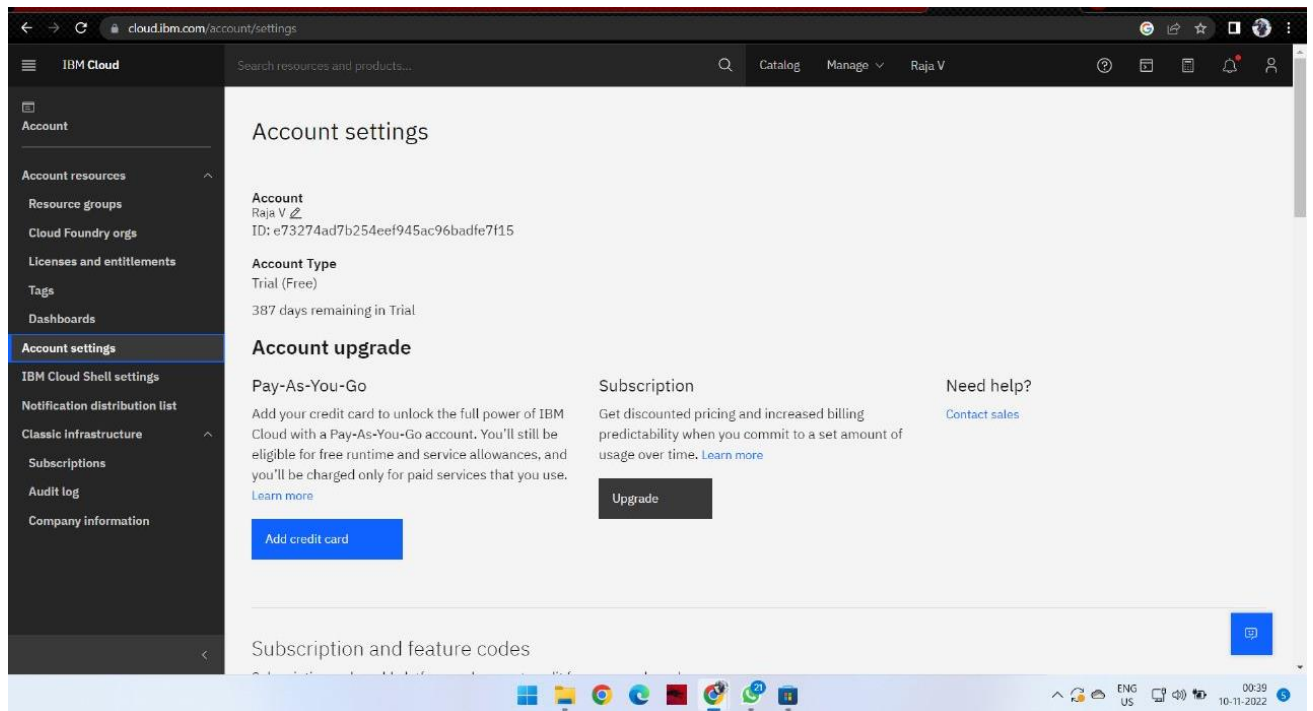 cloud.ibm.com/account/settings
IBM Cloud
Search resources and products...
Catalog
Manage
Raja V
Account
Account resources
Resource groups
Cloud Foundry orgs
Licenses and entitlements
Tags
Dashboards
Account settings
IBM Cloud Shell settings
Notification distribution list
Classic infrastructure
Subscriptions
Audit log
Company information
Account settings
Account
Raja V
ID: e73274ad7b254eef945ac96badfe7f15
Account Type
Trial (Free)
387 days remaining in Trial
Account upgrade
Pay-As-You-Go
Add your credit card to unlock the full power of IBM
Cloud with a Pay-As-You-Go account. You'll still be
eligible for free runtime and service allowances, and
you'll be charged only for paid services that you use.
Learn more
Add credit card
Subscription
Get discounted pricing and increased billing
predictability when you commit to a set amount of
usage over time. Learn more
Upgrade
Need help?
Contact sales
Subscription and feature codes
21
ENG
US
00:39
10-11-2022
5